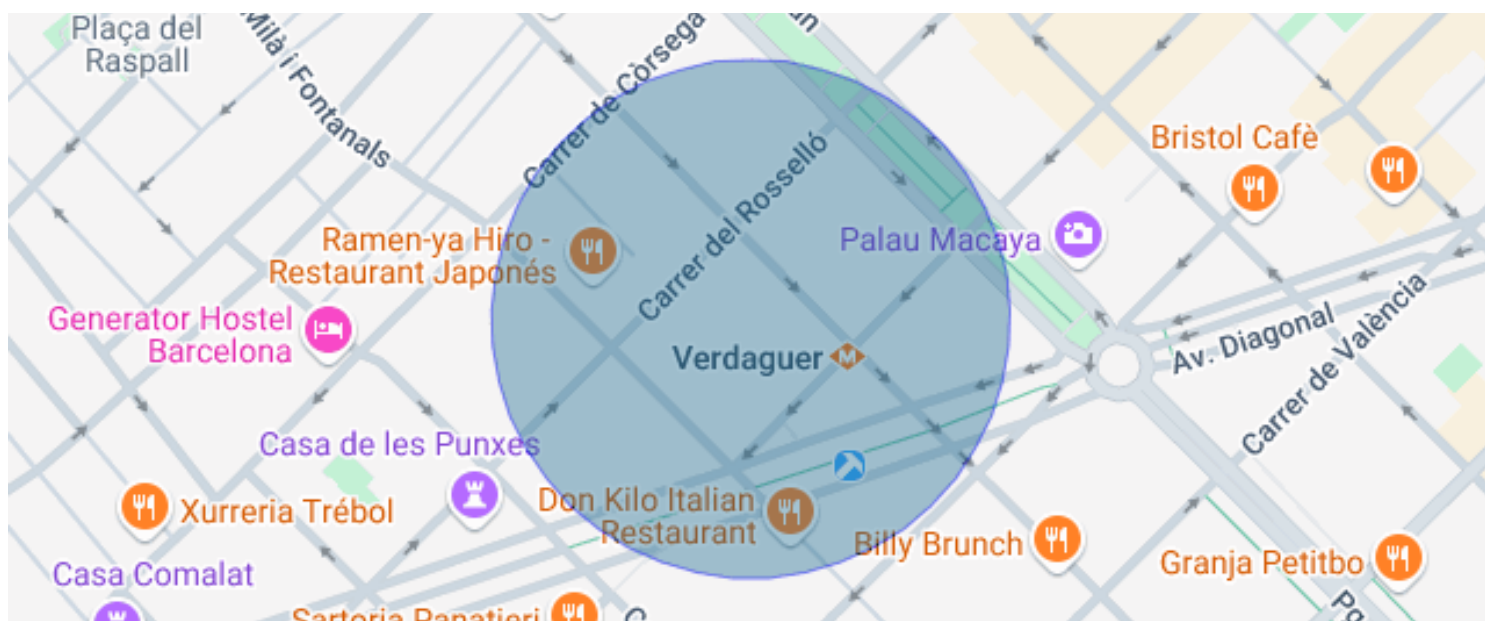 Plaça del
Raspall
Milà i Fontanals
Carrer de Còrsega
Carrer del Rosselló
Bristol Cafè
Ramen-ya Hiro -
Restaurant Japonés
Palau Macaya
Generator Hostel
Barcelona
Verdaguer
M
Av. Diagonal
Carrer de València
Casa de les Punxes
Xurreria Trébol
Don Kilo Italian
Restaurant
Billy Brunch
Granja Petitbo
Casa Comalat